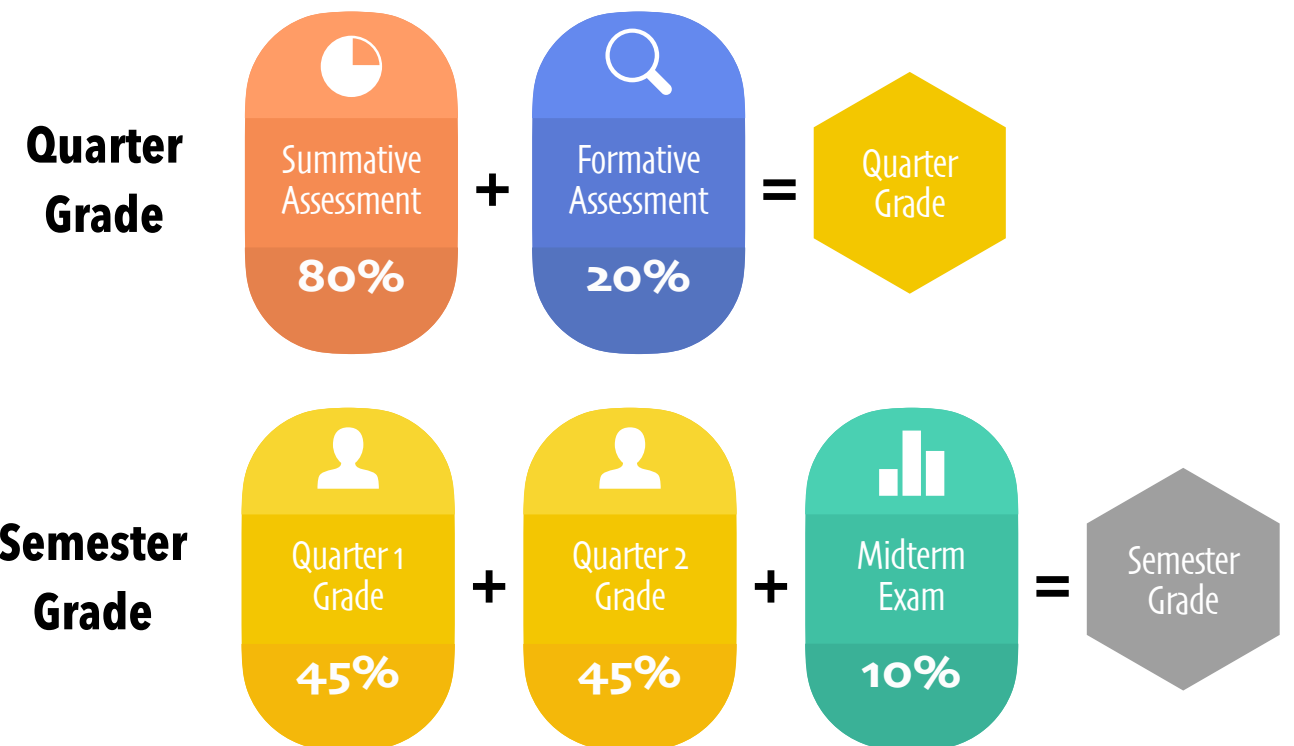 Quarter
Grade
Summative
Assessment
80%
+
Formative
Assessment
20%
=
Quarter
Grade
Semester
Grade
Quarter 1
Grade
45%
+
Quarter 2
Grade
45%
+
Midterm
Exam
10%
=
Semester
Grade